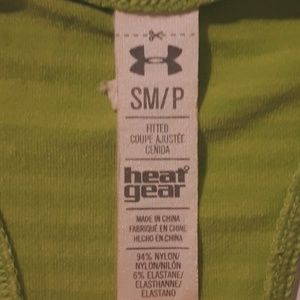 SM/P
FITTED
COUPE AJUSTÉE
CEÑIDA
heat
gear
MADE IN CHINA
FABRIQUÉ EN CHINE
HECHO EN CHINA
94% NYLON/
NYLON/NILÓN
6% ELASTANE/
ELASTHANNE/
ELASTANO